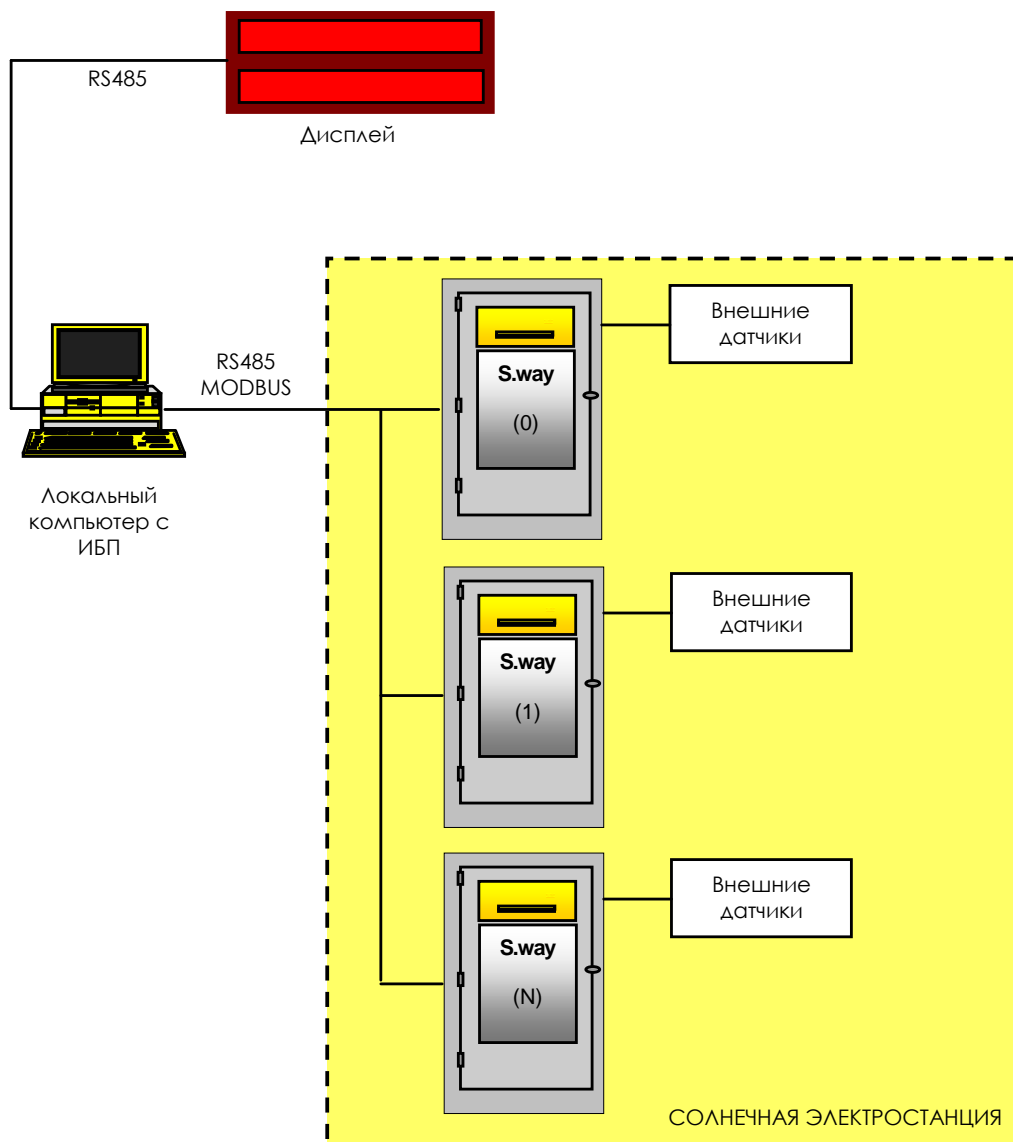 RS485
Дисплей
RS485
MODBUS
Локальный
компьютер с
ИБП
S.way
(0)
Внешние
датчики
S.way
(1)
Внешние
датчики
S.way
(N)
Внешние
датчики
СОЛНЕЧНАЯ ЭЛЕКТРОСТАНЦИЯ